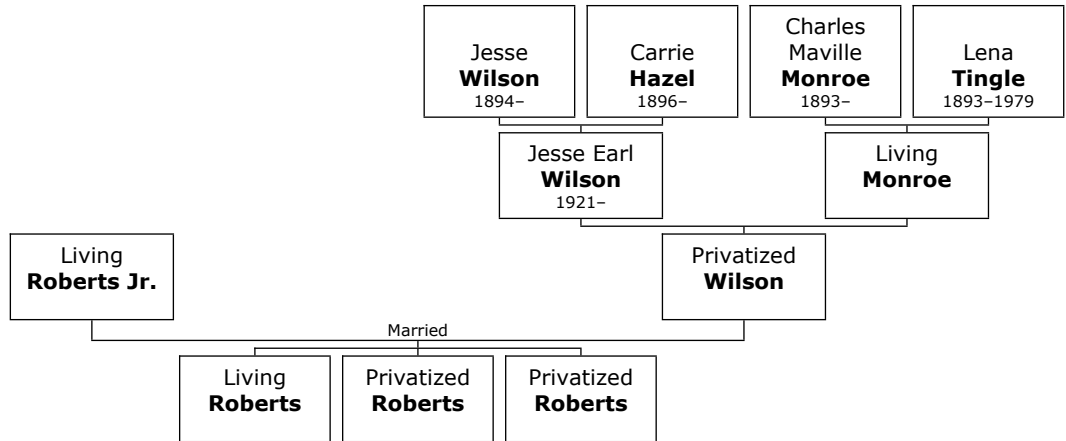 Jesse
Wilson
1894–
Carrie
Hazel
1896–
Charles
Maville
Monroe
1893–
Lena
Tingle
1893–1979
Jesse Earl
Wilson
1921–
Living
Monroe
Living
Roberts Jr.
Privatized
Wilson
Married
Living
Roberts
Privatized
Roberts
Privatized
Roberts